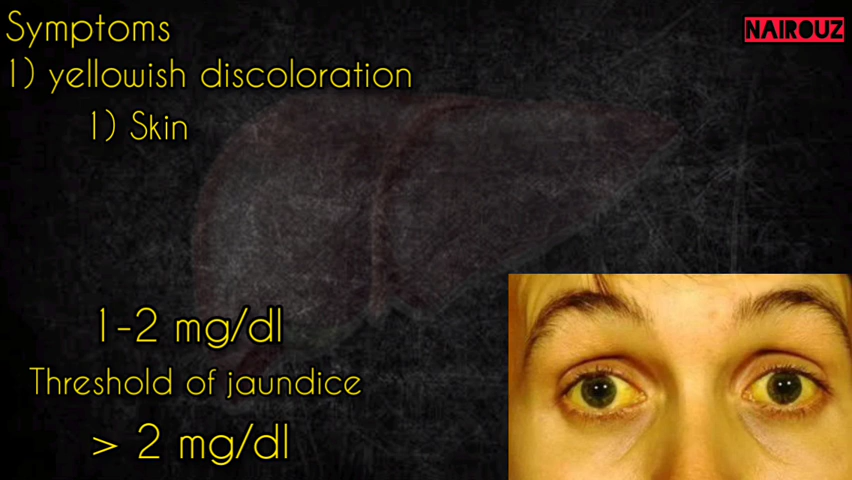 Symptoms
NAIROUZ
1) yellowish discoloration
1) Skin
1-2 mg/dl
Threshold of jaundice
> 2 mg/dl